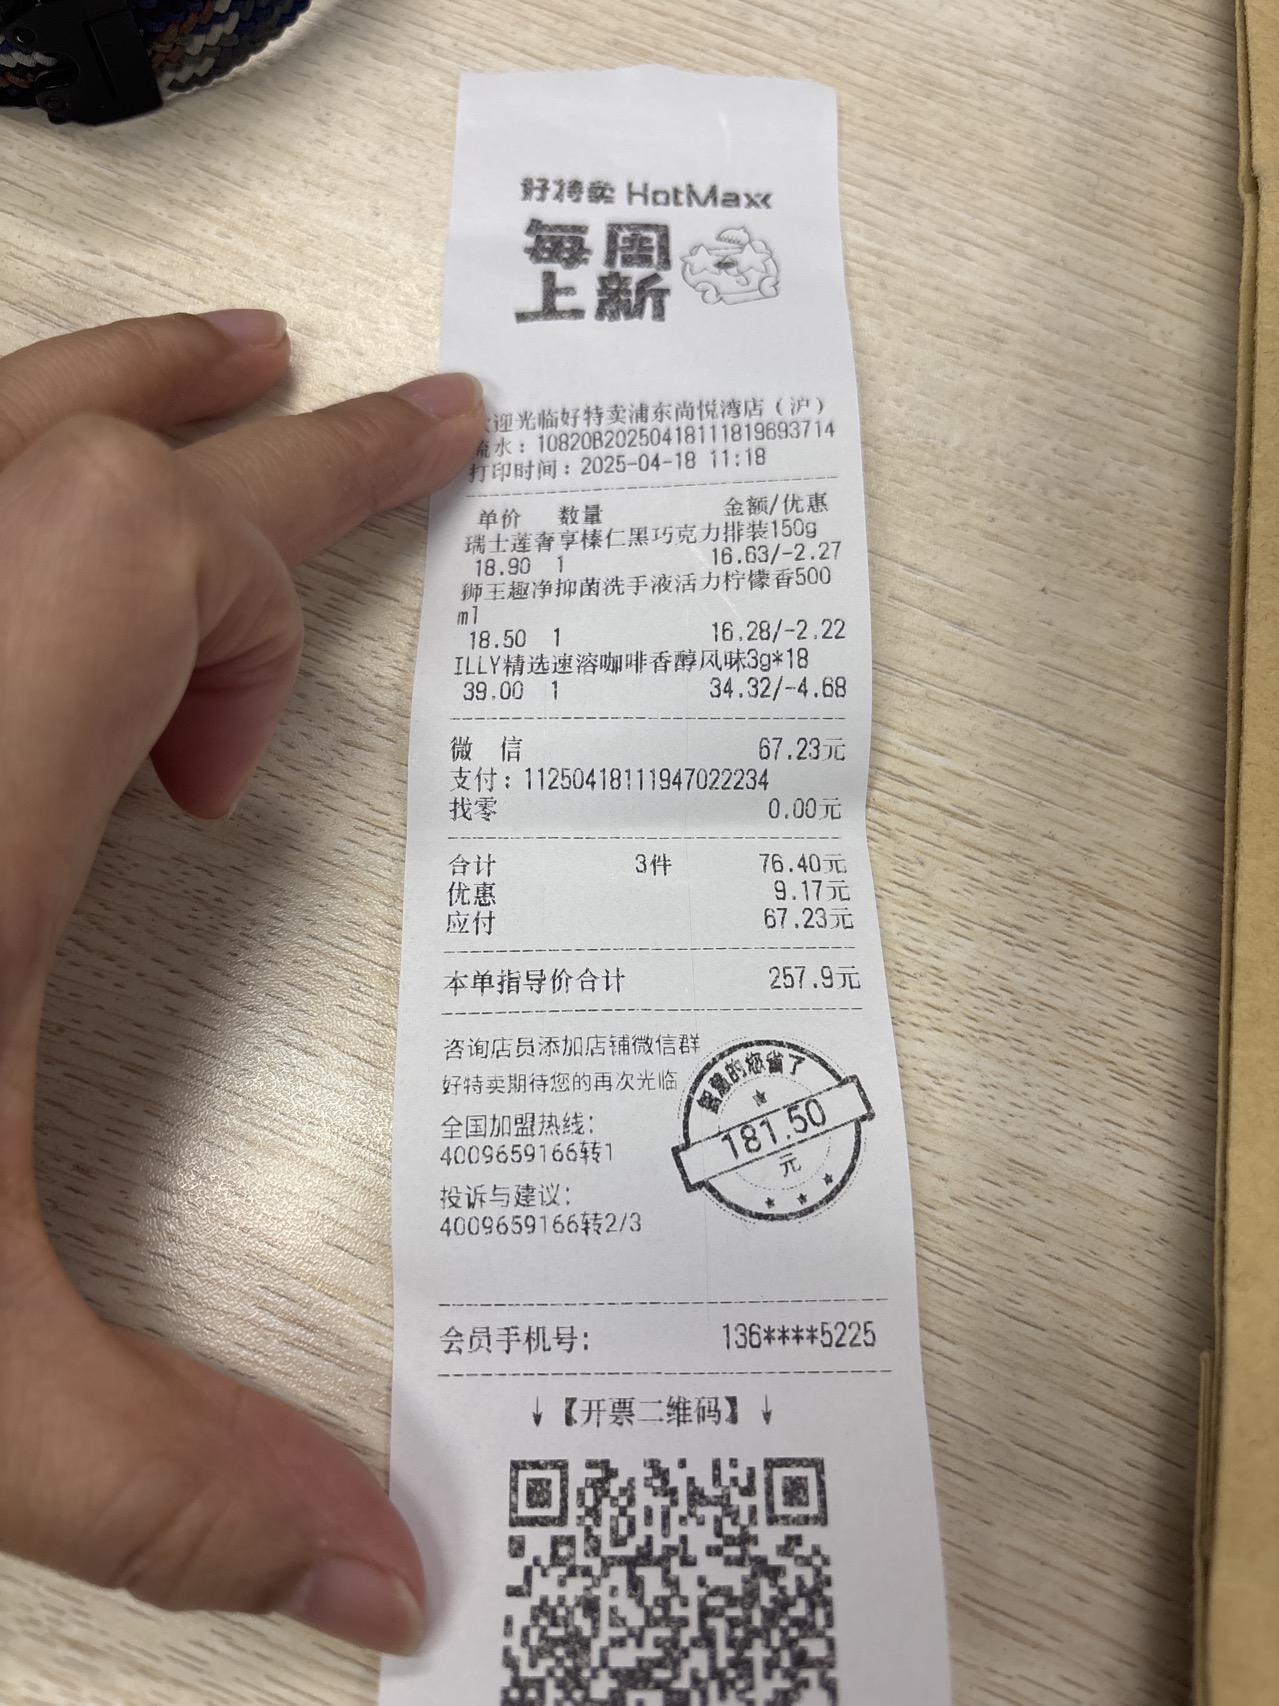 好特卖 HotMaxx
每周
上新
迎光临好特卖浦东尚悦湾店（沪）
流水：10820B20250418111819693714
打印时间：2025-04-18 11:18
单价 数量 金额/优惠
瑞士莲奢享榛仁黑巧克力排装150g
18.90 1 16.63/-2.27
狮王趣净抑菌洗手液活力柠檬香500
ml
18.50 1 16.28/-2.22
ILLY精选速溶咖啡香醇风味3g*18
39.00 1 34.32/-4.68
微 信 67.23元
支付：11250418111947022234
找零 0.00元
合计 3件 76.40元
优惠 9.17元
应付 67.23元
本单指导价合计 257.9元
咨询店员添加店铺微信群
好特卖期待您的再次光临
智慧的您省了
181.50
元
全国加盟热线：
4009659166转1
投诉与建议：
4009659166转2/3
会员手机号： 136****5225
↓【开票二维码】↓